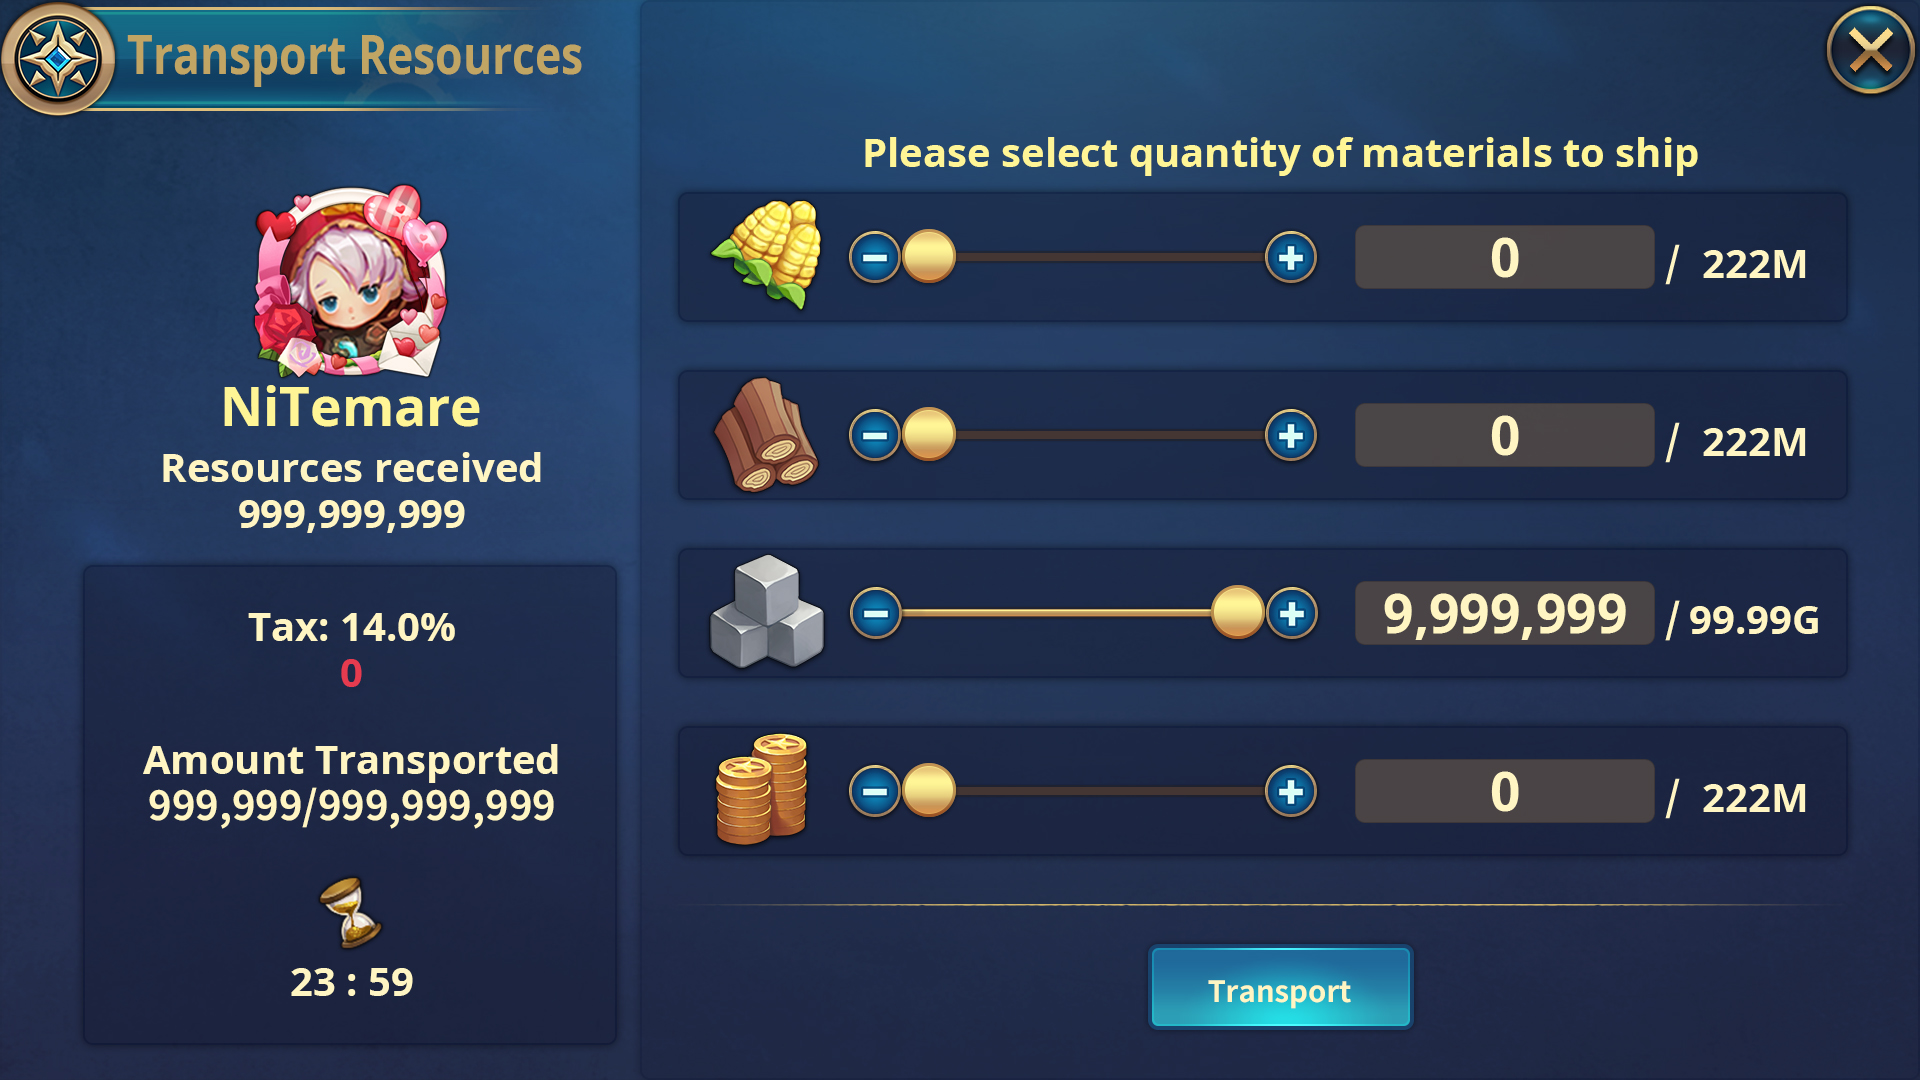 Transport Resources
NiTemare
Resources received
999,999,999
Tax: 14.0%
0
Amount Transported
999,999/999,999,999
23 : 59
Please select quantity of materials to ship
0 / 222M
0 / 222M
9,999,999 / 99.99G
0 / 222M
Transport